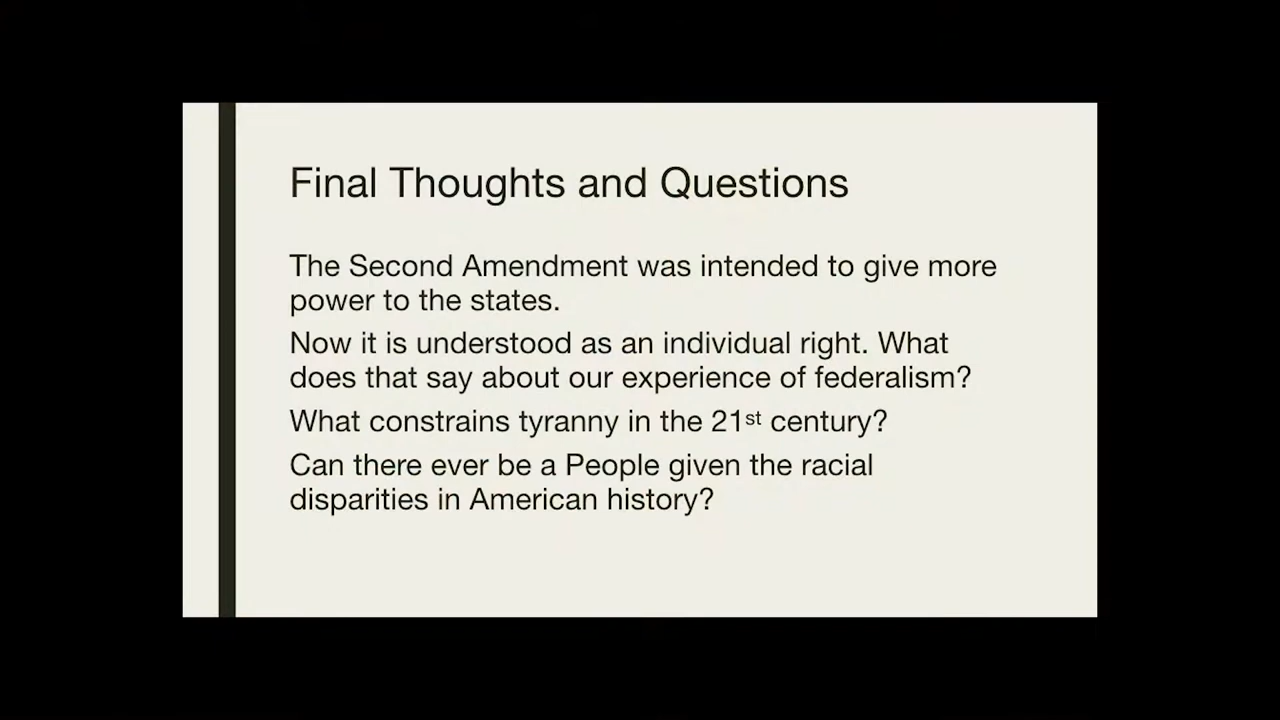 Final Thoughts and Questions
The Second Amendment was intended to give more
power to the states.
Now it is understood as an individual right. What
does that say about our experience of federalism?
What constrains tyranny in the 21st century?
Can there ever be a People given the racial
disparities in American history?